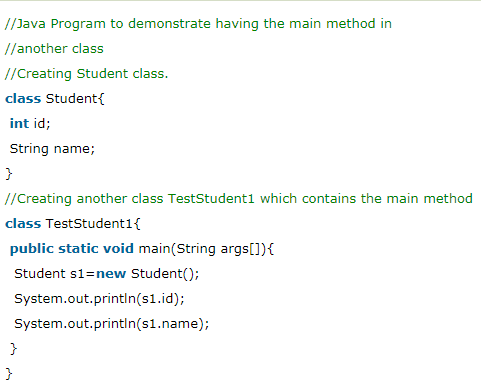 //Java Program to demonstrate having the main method in
//another class
//Creating Student class.
class Student{
 int id;
 String name;
}
//Creating another class TestStudent1 which contains the main method
class TestStudent1{
 public static void main(String args[]){
  Student s1=new Student();
  System.out.println(s1.id);
  System.out.println(s1.name);
 }
}